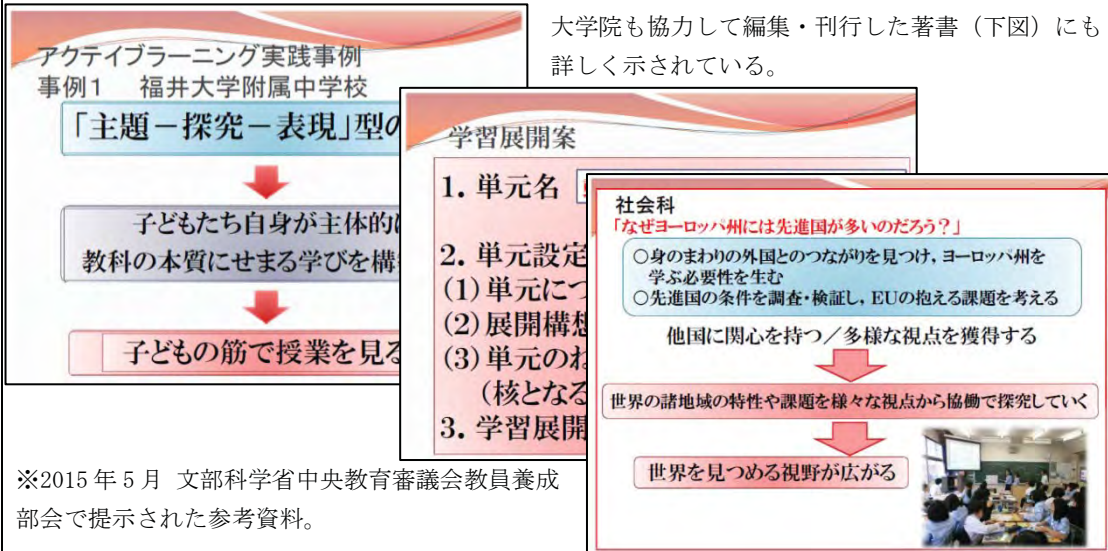 大学院も協力して編集・刊行した著書（下図）にも
詳しく示されている。
アクティブラーニング実践事例
事例1　福井大学附属中学校
「主題－探究－表現」型の
子どもたち自身が主体的に
教科の本質にせまる学びを構
子どもの筋で授業を見る
学習展開案
1. 単元名
2. 単元設定
(1)単元につ
(2)展開構想
(3)単元のね
(核となる
3. 学習展開
社会科
「なぜヨーロッパ州には先進国が多いのだろう？」
○身のまわりの外国とのつながりを見つけ，ヨーロッパ州を
学ぶ必要性を生む
○先進国の条件を調査・検証し，EUの抱える課題を考える
他国に関心を持つ／多様な視点を獲得する
世界の諸地域の特性や課題を様々な視点から協働で探究していく
世界を見つめる視野が広がる
※2015年5月 文部科学省中央教育審議会教員養成
部会で提示された参考資料。